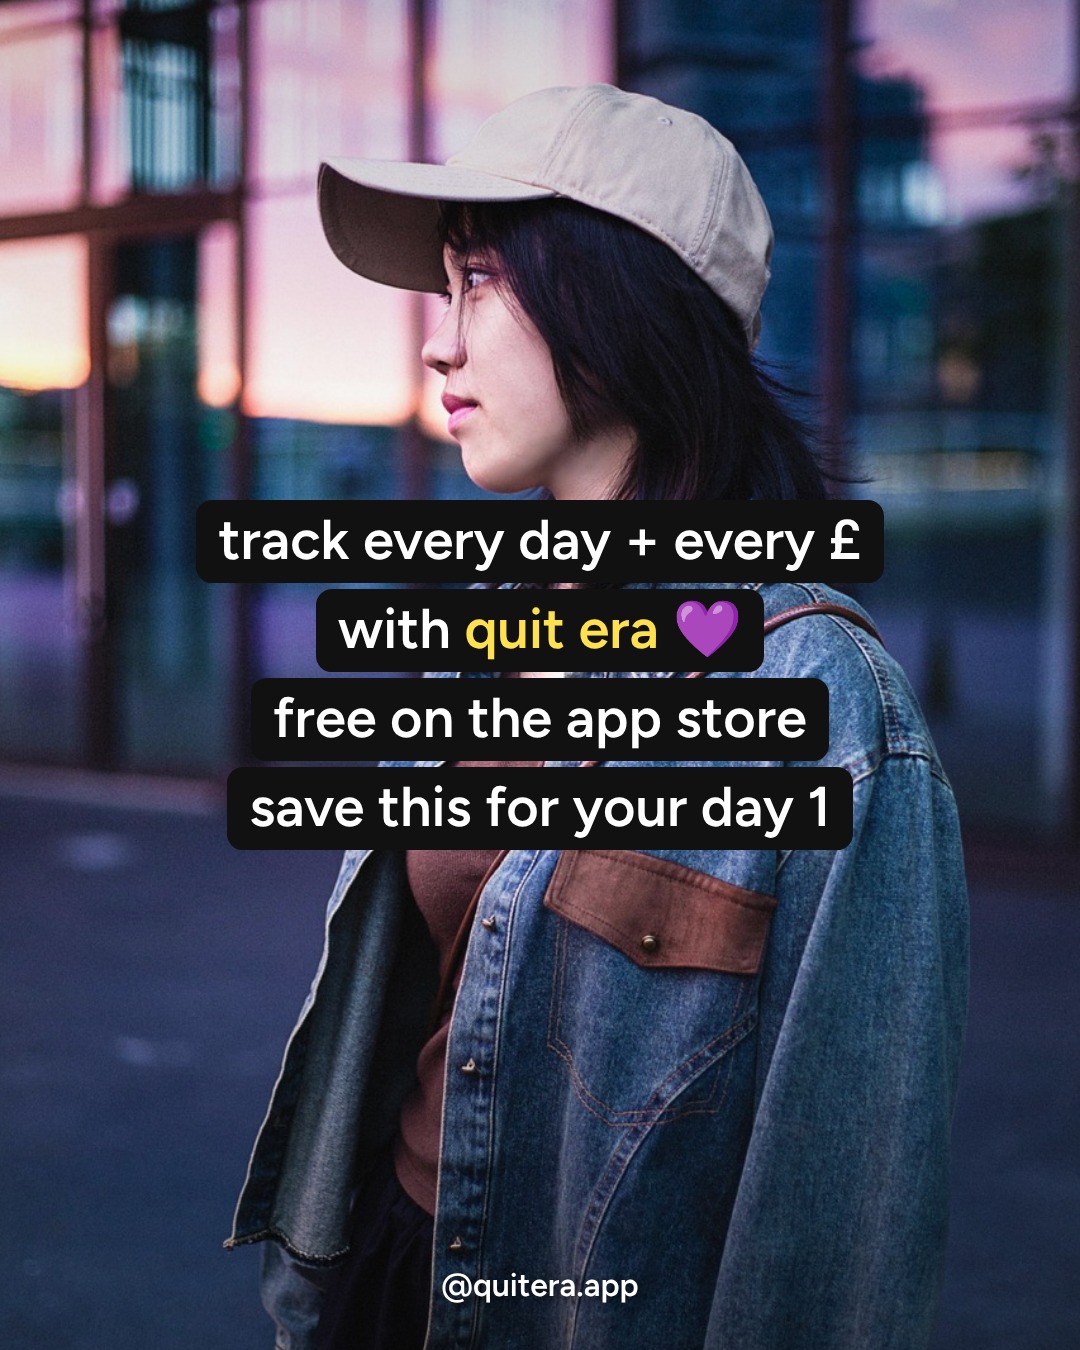 track every day + every £
with quit era 💜
free on the app store
save this for your day 1
@quitera.app